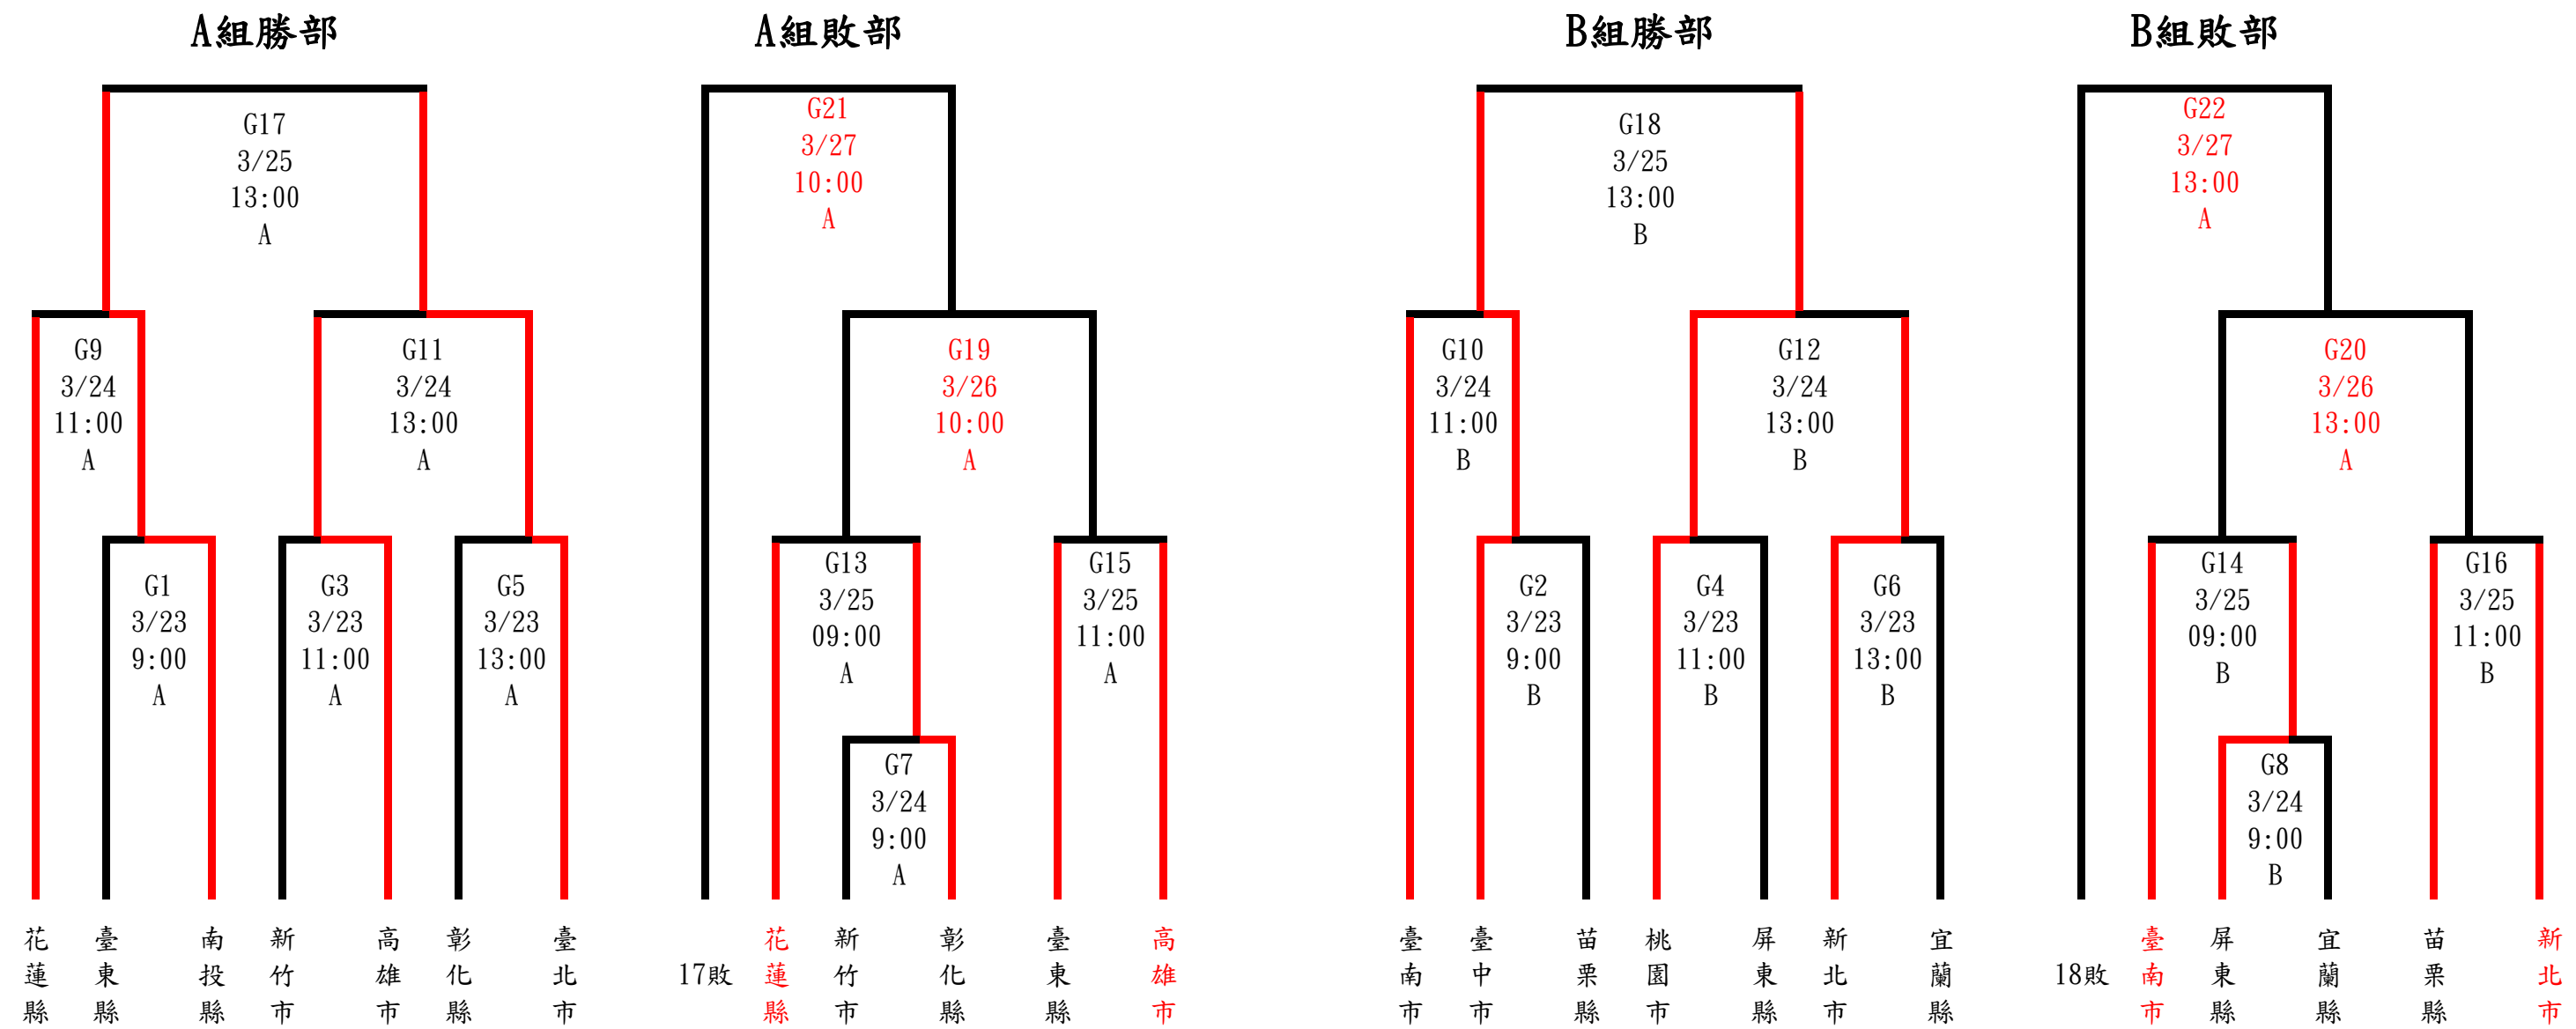 A組勝部
A組敗部
B組勝部
B組敗部
G17
3/25
13:00
A
G21
3/27
10:00
A
G18
3/25
13:00
B
G22
3/27
13:00
A
G9
3/24
11:00
A
G11
3/24
13:00
A
G19
3/26
10:00
A
G10
3/24
11:00
B
G12
3/24
13:00
B
G20
3/26
13:00
A
G1
3/23
9:00
A
G3
3/23
11:00
A
G5
3/23
13:00
A
G13
3/25
09:00
A
G15
3/25
11:00
A
G2
3/23
9:00
B
G4
3/23
11:00
B
G6
3/23
13:00
B
G14
3/25
09:00
B
G16
3/25
11:00
B
G7
3/24
9:00
A
G8
3/24
9:00
B
花蓮縣
臺東縣
南投縣
新竹市
高雄市
彰化縣
臺北市
17敗
花蓮縣
新竹市
彰化縣
臺東縣
高雄市
臺南市
臺中市
苗栗縣
桃園市
屏東縣
新北市
宜蘭縣
18敗
臺南市
屏東縣
宜蘭縣
苗栗縣
新北市